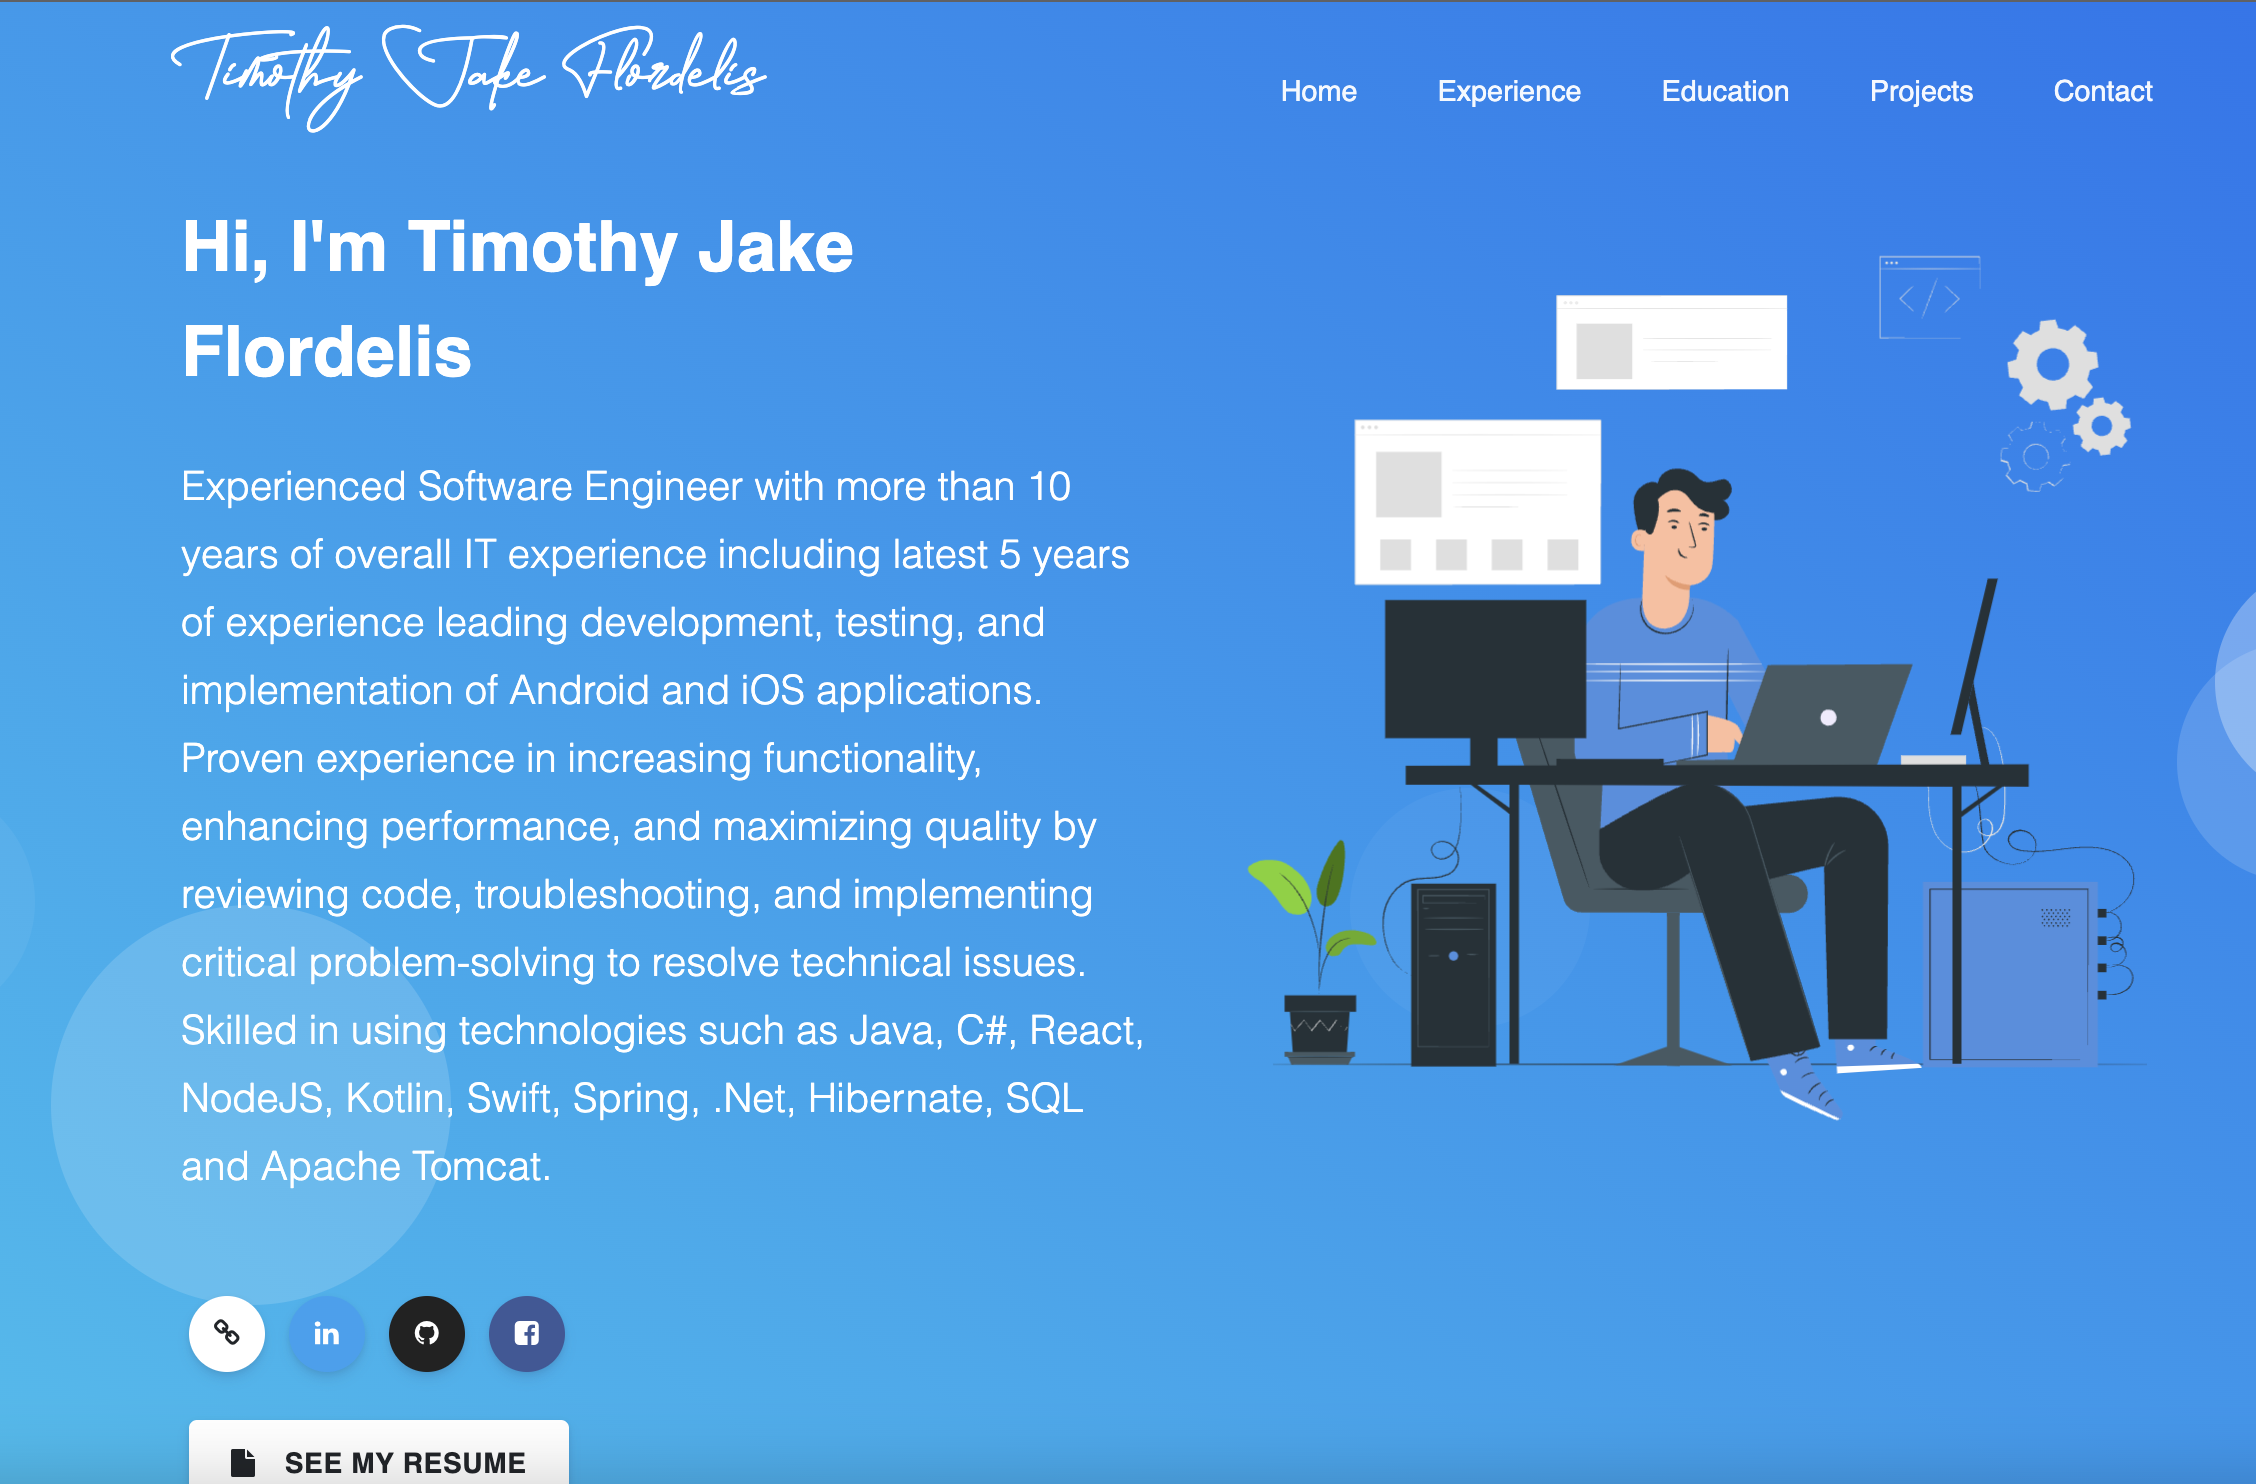 Timothy Jake Flordelis
Home Experience Education Projects Contact
Hi, I'm Timothy Jake
Flordelis
Experienced Software Engineer with more than 10
years of overall IT experience including latest 5 years
of experience leading development, testing, and
implementation of Android and iOS applications.
Proven experience in increasing functionality,
enhancing performance, and maximizing quality by
reviewing code, troubleshooting, and implementing
critical problem-solving to resolve technical issues.
Skilled in using technologies such as Java, C#, React,
NodeJS, Kotlin, Swift, Spring, .Net, Hibernate, SQL
and Apache Tomcat.
in
SEE MY RESUME